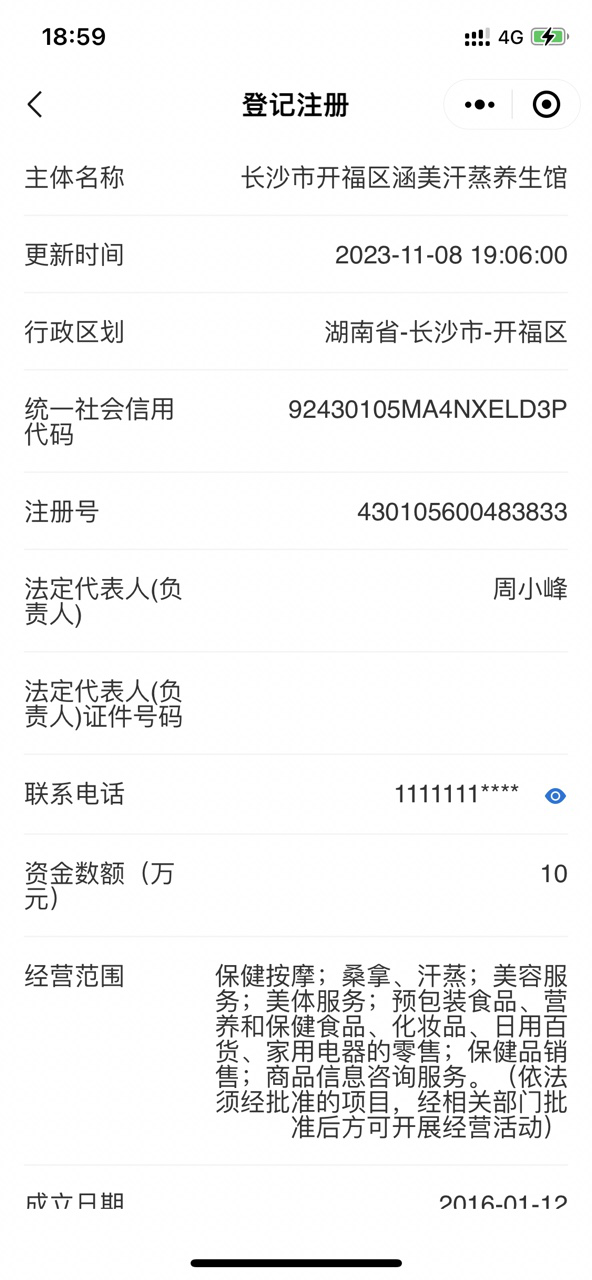 18:59
4G
登记注册
主体名称
长沙市开福区涵美汗蒸养生馆
更新时间
2023-11-08 19:06:00
行政区划
湖南省-长沙市-开福区
统一社会信用
代码
92430105MA4NXELD3P
注册号
430105600483833
法定代表人(负
责人)
周小峰
法定代表人(负
责人)证件号码
联系电话
1111111****
资金数额（万
元）
10
经营范围
保健按摩；桑拿、汗蒸；美容服
务；美体服务；预包装食品、营
养和保健食品、化妆品、日用百
货、家用电器的零售；保健品销
售；商品信息咨询服务。（依法
须经批准的项目，经相关部门批
准后方可开展经营活动）
成立日期
2016-01-12